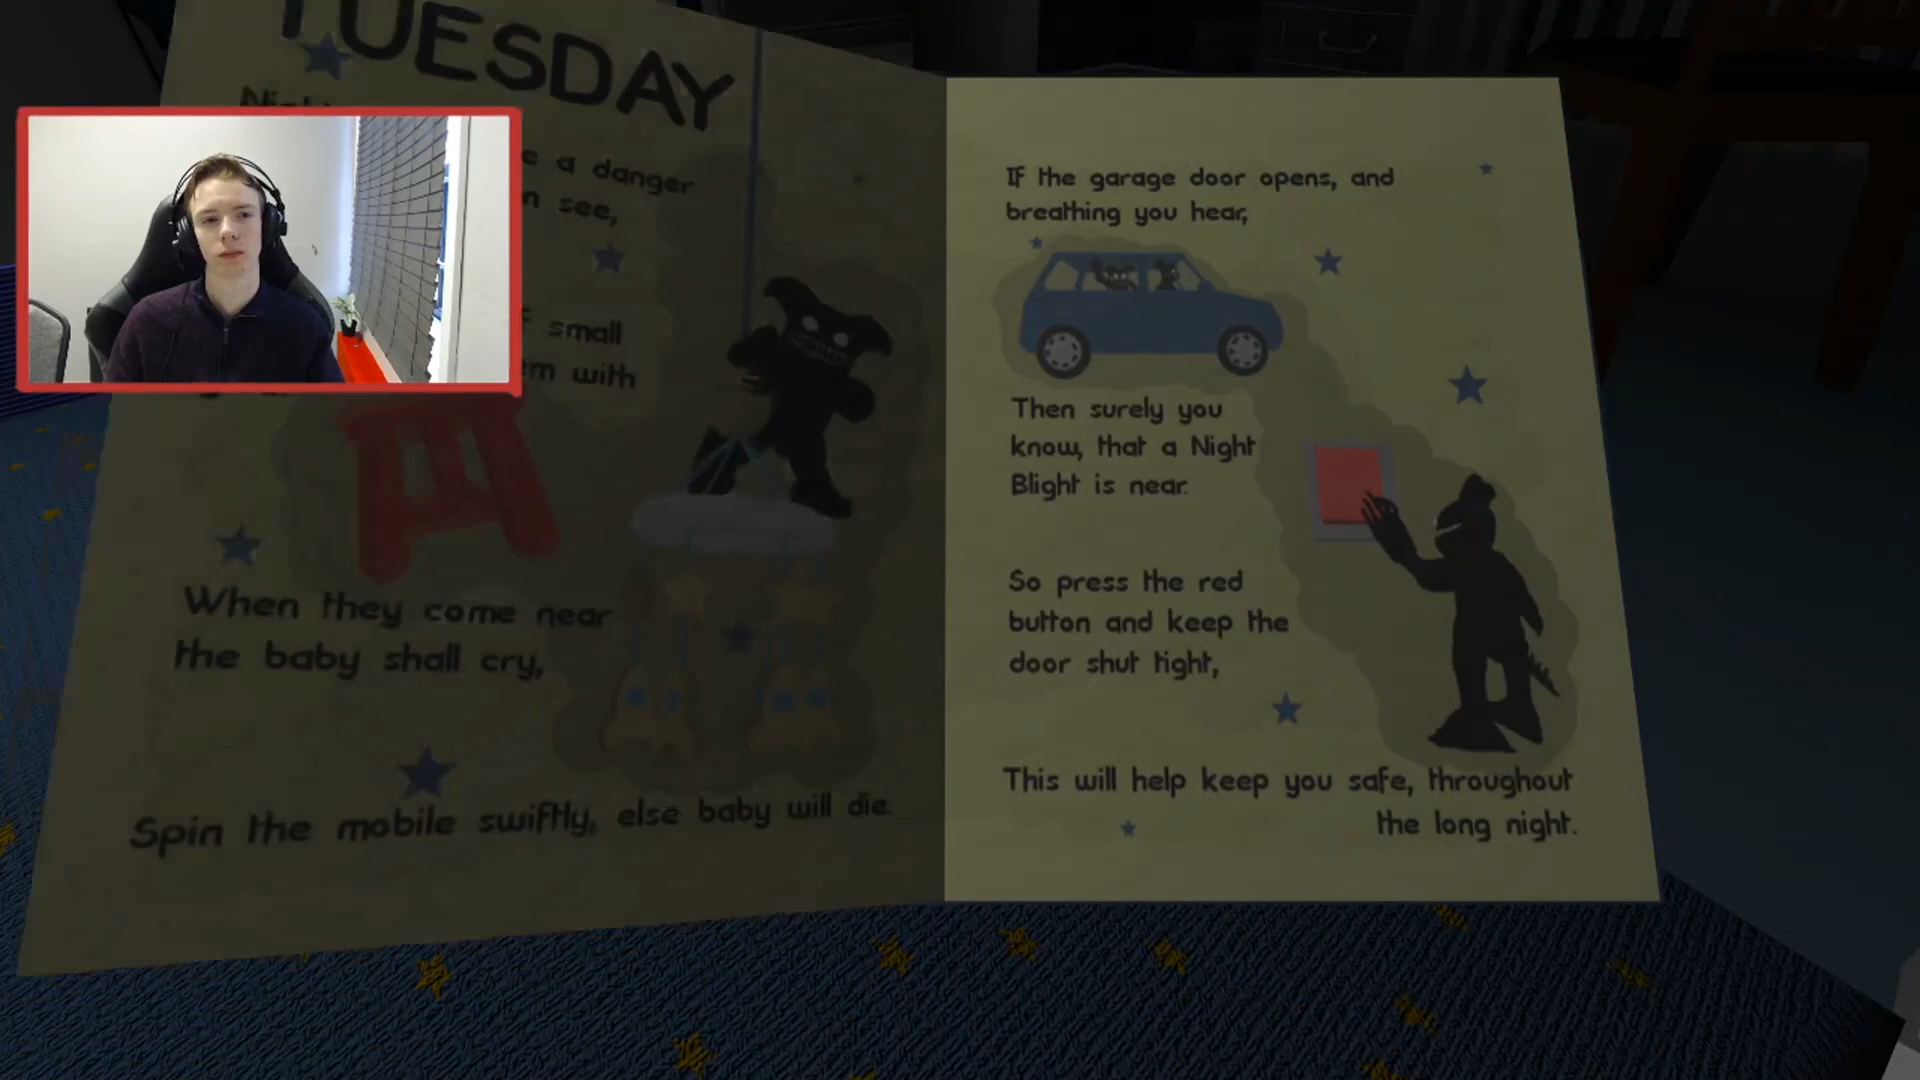 TUESDAY
a danger
see,
small
with
When they come near
the baby shall cry,
Spin the mobile swiftly, else baby will die.
If the garage door opens, and
breathing you hear,
Then surely you
know, that a Night
Blight is near.
So press the red
button and keep the
door shut tight,
This will help keep you safe, throughout
the long night.